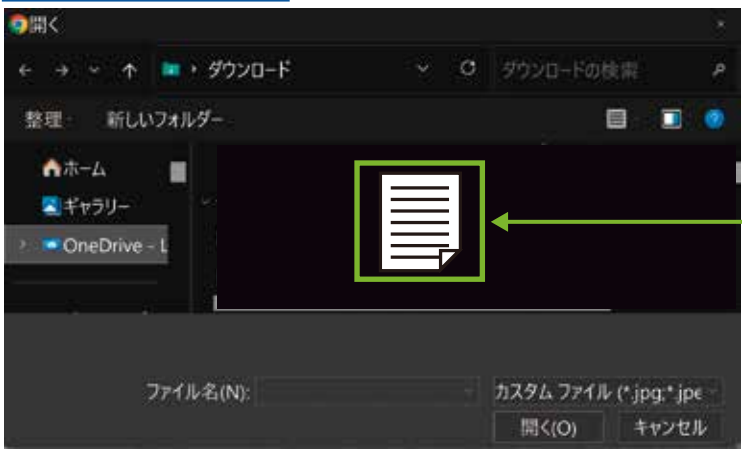 開く
ダウンロード
ダウンロードの検索
整理
新しいフォルダー
ホーム
ギャラリー
OneDrive - L
ファイル名(N):
カスタム ファイル (*.jpg;*.jpe
開く(O)
キャンセル